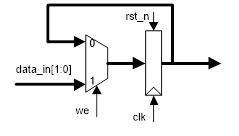 rst_n
0
data_in[1:0]
1
we
clk